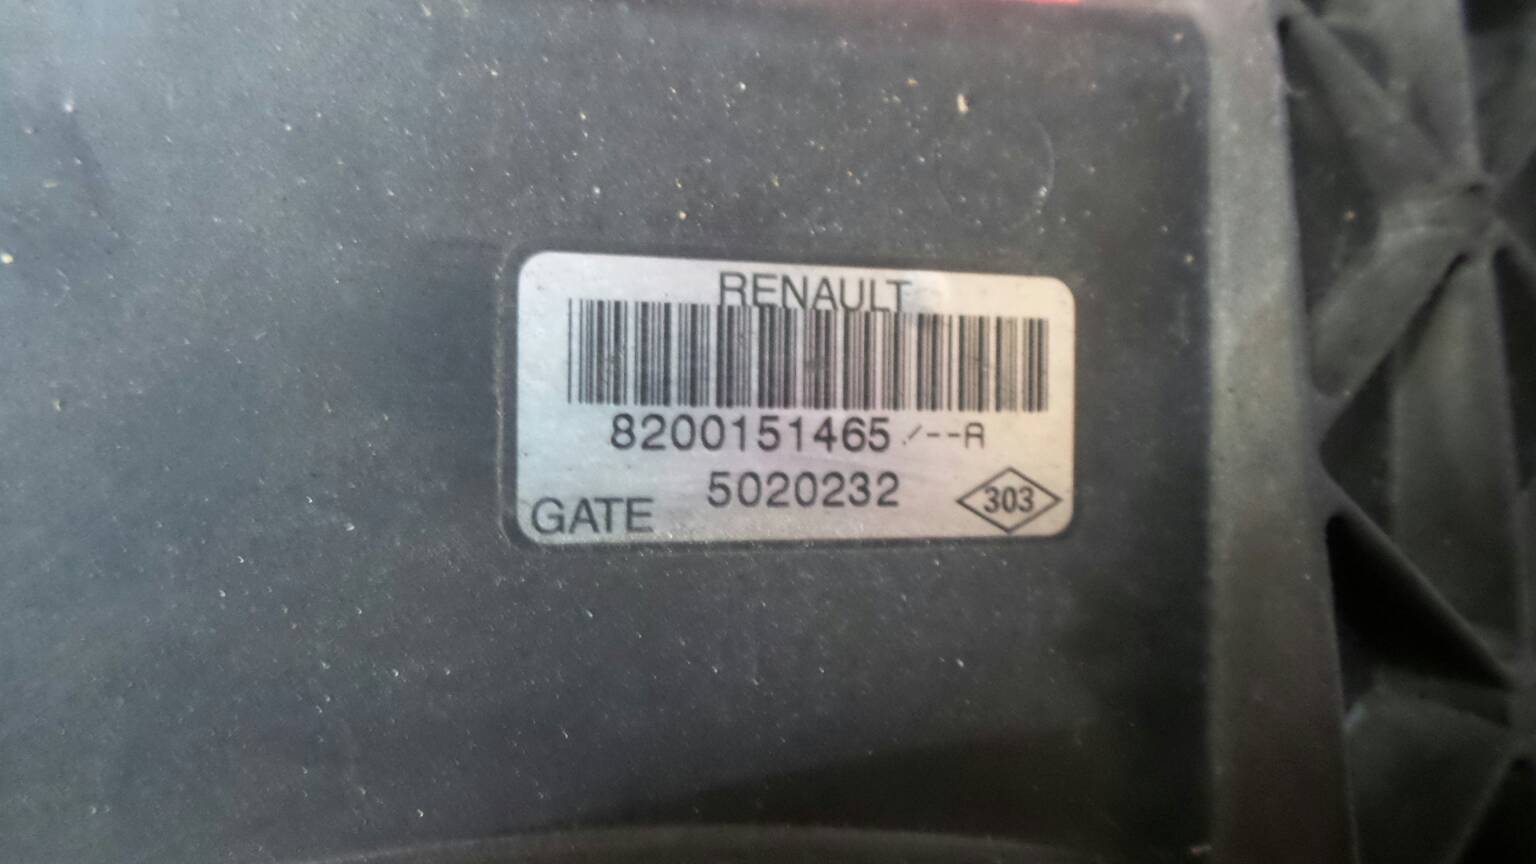 RENAULT
8200151465/--A
5020232
GATE
303